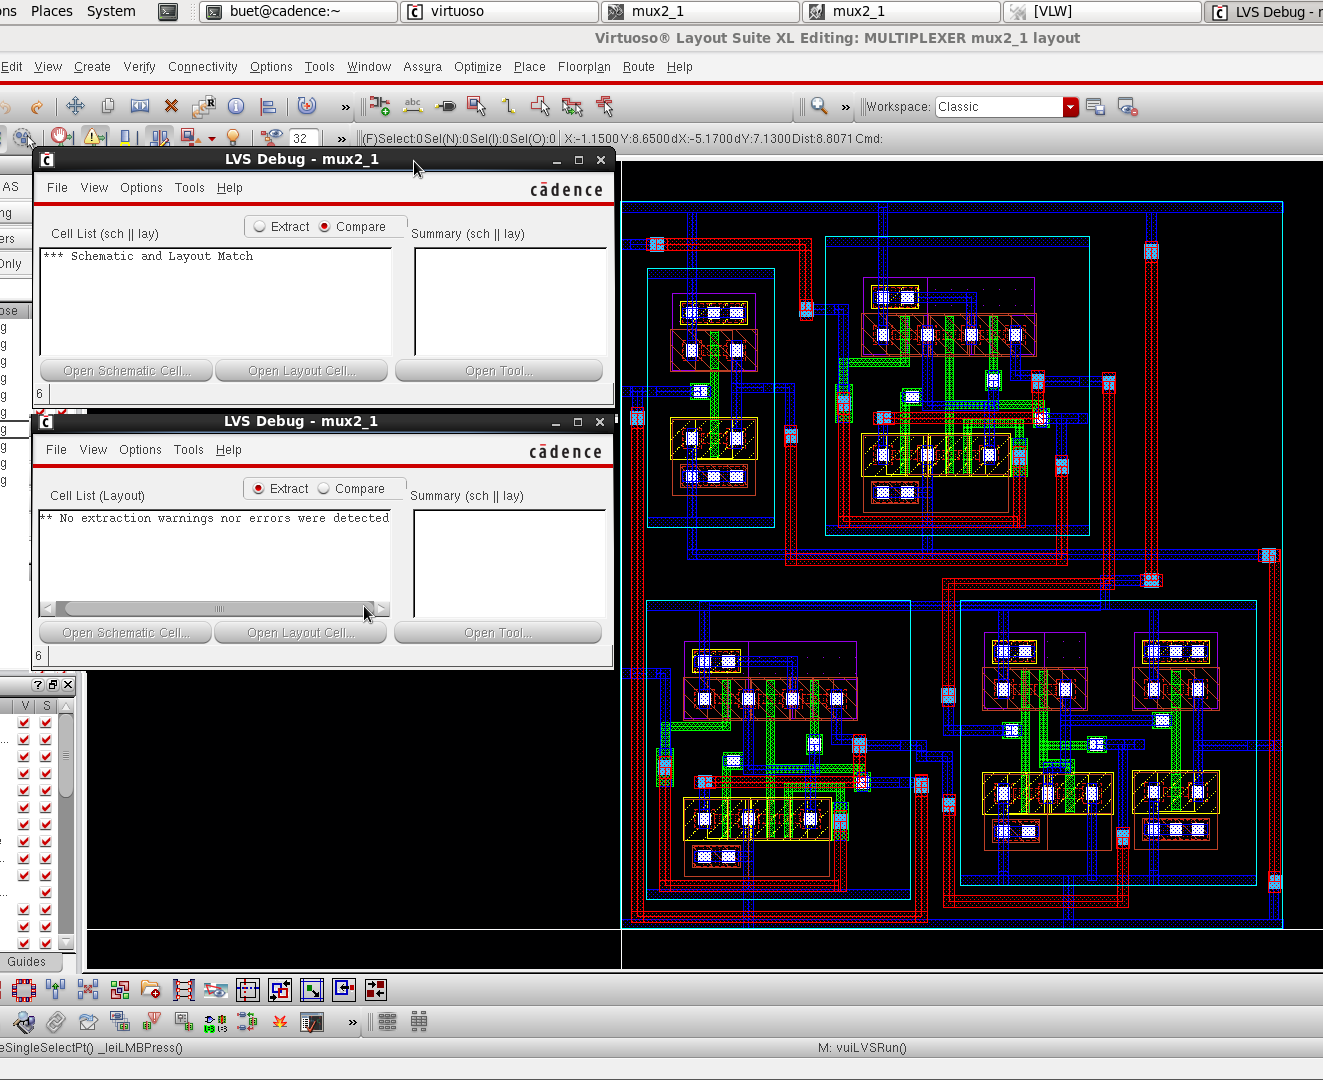 ons Places System buet@cadence:~ virtuoso mux2_1 mux2_1 [VLW] LVS Debug - m
Virtuoso® Layout Suite XL Editing: MULTIPLEXER mux2_1 layout
Edit View Create Verify Connectivity Options Tools Window Assura Optimize Place Floorplan Route Help
abc Workspace: Classic
32 (F)Select:0 Sel(N):0 Sel(I):0 Sel(O):0 X:-1.1500 Y:8.6500 dX:-5.1700 dY:7.1300 Dist:8.8071 Cmd:
LVS Debug - mux2_1
AS
File View Options Tools Help cādence
ng
Extract Compare
Cell List (sch || lay) Summary (sch || lay)
ers
*** Schematic and Layout Match
Only
ose
g
g
g
Open Schematic Cell... Open Layout Cell... Open Tool...
g
6
g
LVS Debug - mux2_1
g
File View Options Tools Help cādence
g
g
g
Extract Compare
Cell List (Layout) Summary (sch || lay)
** No extraction warnings nor errors were detected
Open Schematic Cell... Open Layout Cell... Open Tool...
6
V S
Guides
eSingleSelectPt() _leiLMBPress() M: vuiLVSRun()